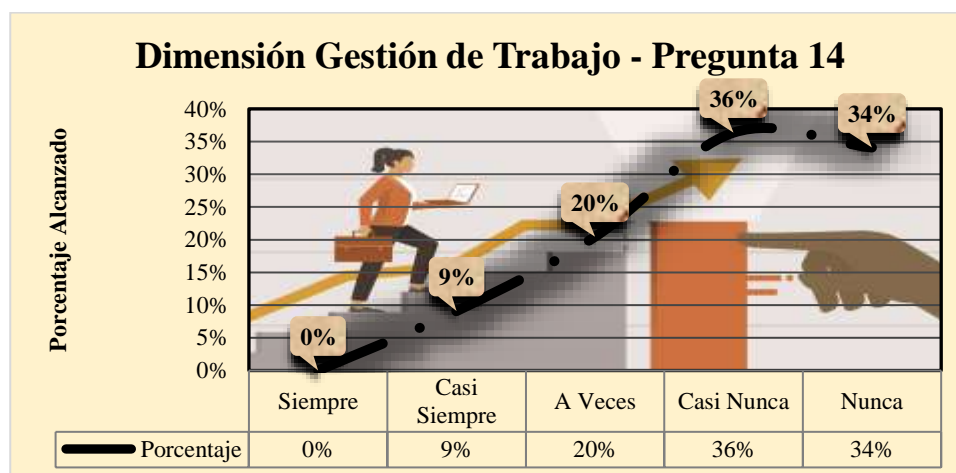 Dimensión Gestión de Trabajo - Pregunta 14
Porcentaje Alcanzado
40%
35%
30%
25%
20%
15%
10%
5%
0%
0%
9%
20%
36%
34%
Siempre
Casi
Siempre
A Veces
Casi Nunca
Nunca
Porcentaje
0%
9%
20%
36%
34%